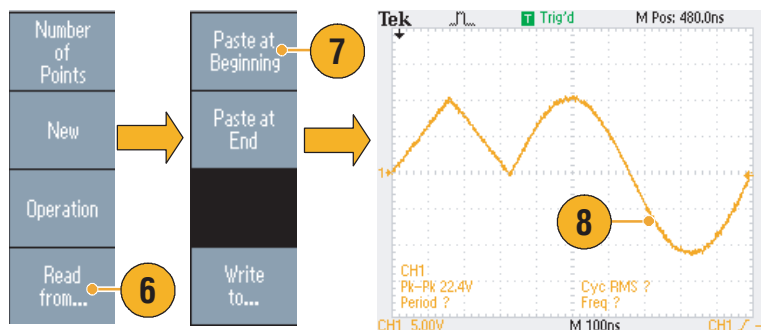 Number
of
Points
New
Operation
Read
from...
6
Paste at
Beginning
7
Paste at
End
Write
to...
Tek
T Trig'd
M Pos: 480.0ns
1
8
CH1
Pk-Pk 22.4V
Period ?
Cyc RMS ?
Freq ?
CH1 5.00V
M 100ns
CH1